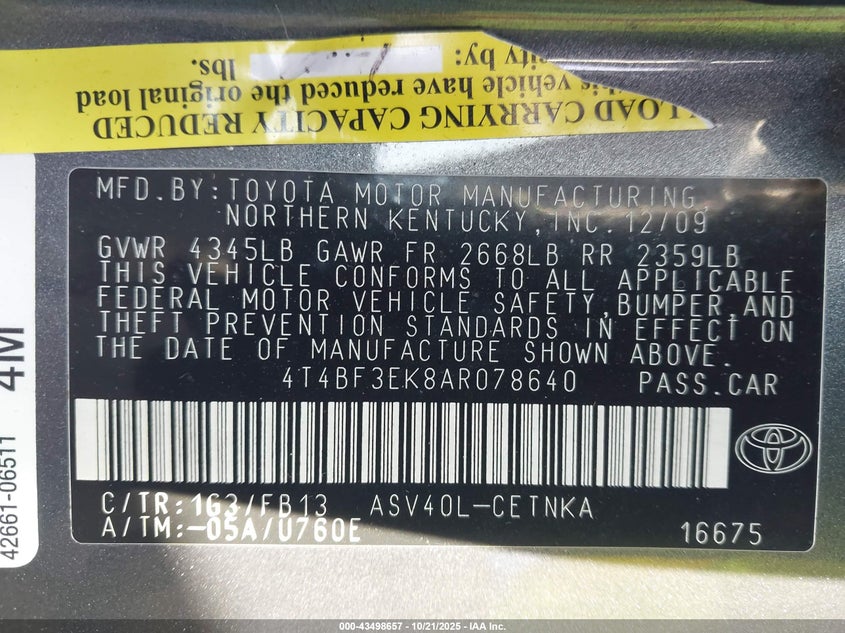 LOAD CARRYING CAPACITY REDUCED
vehicle have reduced the original load
lbs.
by:
MFD.BY:TOYOTA MOTOR MANUFACTURING,
NORTHERN KENTUCKY,INC.12/09
GVWR 4345LB GAWR FR 2668LB RR 2359LB
THIS VEHICLE CONFORMS TO ALL APPLICABLE
FEDERAL MOTOR VEHICLE SAFETY,BUMPER,AND
THEFT PREVENTION STANDARDS IN EFFECT ON
THE DATE OF MANUFACTURE SHOWN ABOVE.
4T4BF3EK8AR078640 PASS.CAR
C/TR:1G3/FB13 ASV40L-CETNKA
A/TM:-05A/U760E 16675
4M
42661-06511
000-43498657 - 10/21/2025 - IAA Inc.